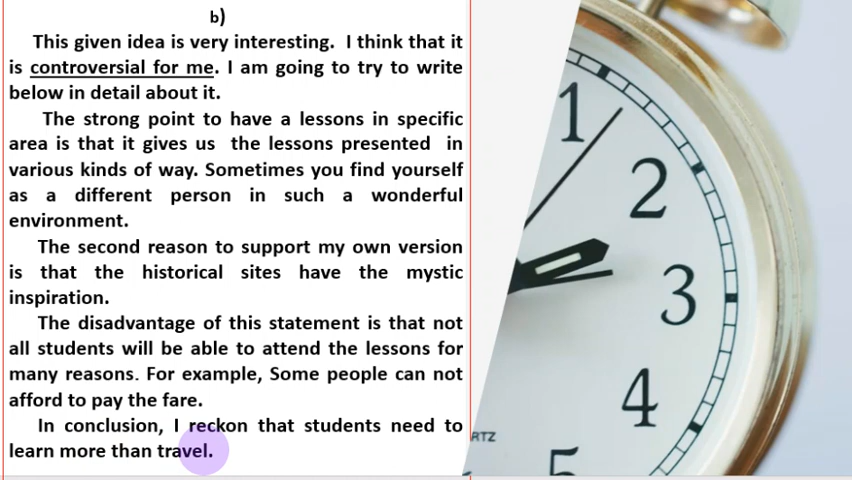 b)
This given idea is very interesting. I think that it
is controversial for me. I am going to try to write
below in detail about it.
The strong point to have a lessons in specific
area is that it gives us the lessons presented in
various kinds of way. Sometimes you find yourself
as a different person in such a wonderful
environment.
The second reason to support my own version
is that the historical sites have the mystic
inspiration.
The disadvantage of this statement is that not
all students will be able to attend the lessons for
many reasons. For example, Some people can not
afford to pay the fare.
In conclusion, I reckon that students need to
learn more than travel.
1
2
3
4
5
RTZ